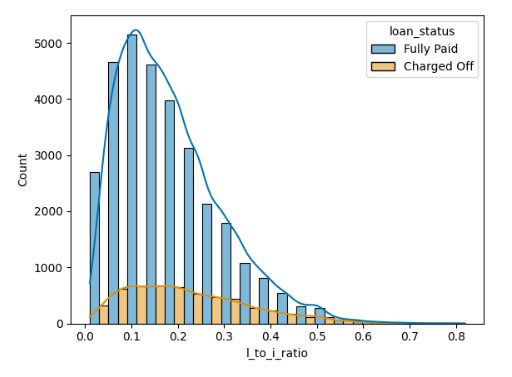 loan_status
Fully Paid
Charged Off
5000
4000
3000
2000
1000
0
Count
0.0 0.1 0.2 0.3 0.4 0.5 0.6 0.7 0.8
l_to_i_ratio